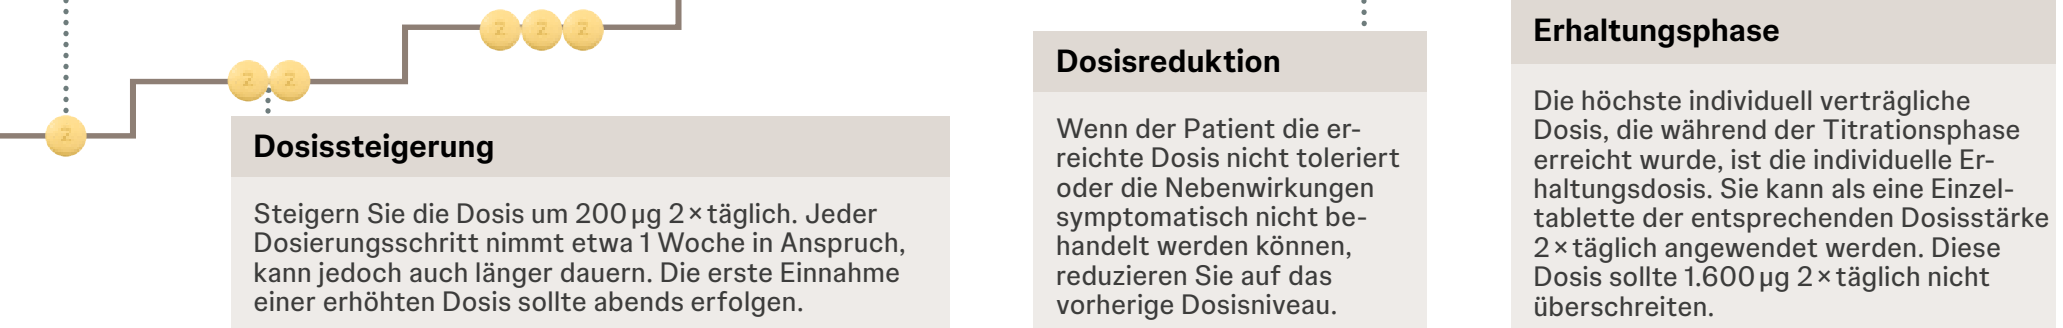 Dosissteigerung
Steigern Sie die Dosis um 200 µg 2 × täglich. Jeder
Dosierungsschritt nimmt etwa 1 Woche in Anspruch,
kann jedoch auch länger dauern. Die erste Einnahme
einer erhöhten Dosis sollte abends erfolgen.
Dosisreduktion
Wenn der Patient die er-
reichte Dosis nicht toleriert
oder die Nebenwirkungen
symptomatisch nicht be-
handelt werden können,
reduzieren Sie auf das
vorherige Dosisniveau.
Erhaltungsphase
Die höchste individuell verträgliche
Dosis, die während der Titrationsphase
erreicht wurde, ist die individuelle Er-
haltungsdosis. Sie kann als eine Einzel-
tablette der entsprechenden Dosisstärke
2 × täglich angewendet werden. Diese
Dosis sollte 1.600 µg 2 × täglich nicht
überschreiten.